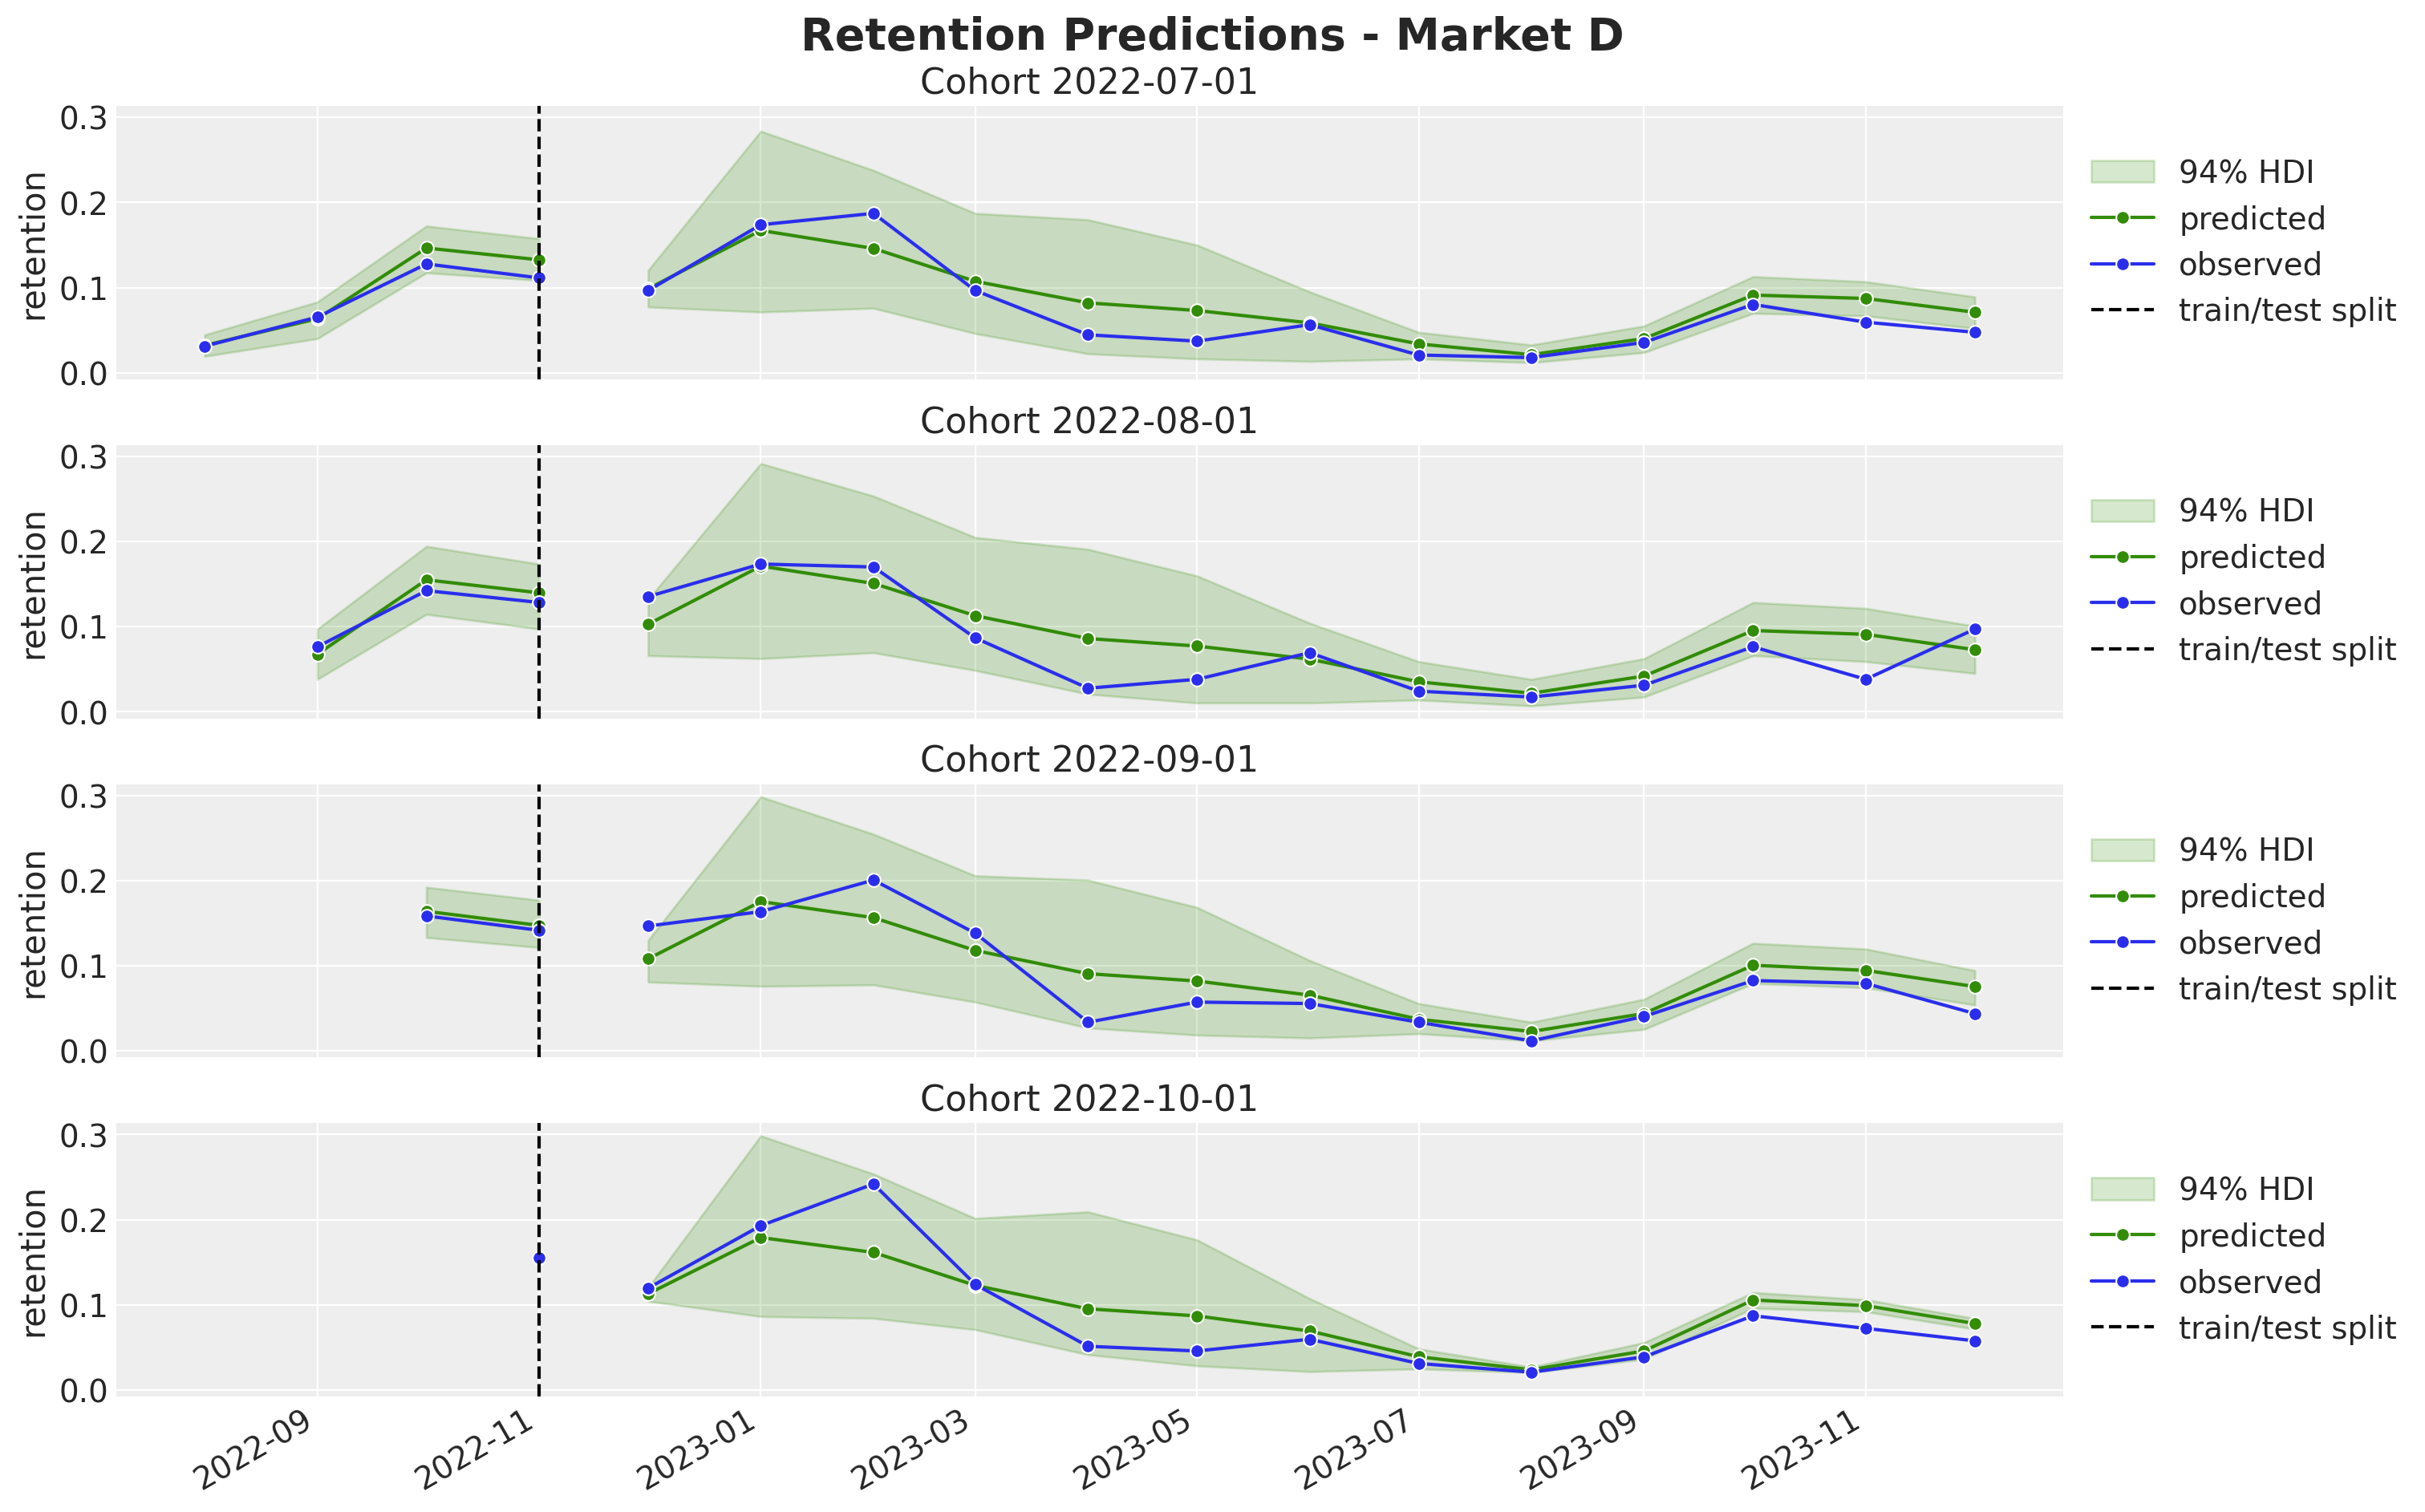 Retention Predictions - Market D
Cohort 2022-07-01
0.3
0.2
0.1
0.0
retention
94% HDI
predicted
observed
train/test split
Cohort 2022-08-01
0.3
0.2
0.1
0.0
retention
94% HDI
predicted
observed
train/test split
Cohort 2022-09-01
0.3
0.2
0.1
0.0
retention
94% HDI
predicted
observed
train/test split
Cohort 2022-10-01
0.3
0.2
0.1
0.0
retention
94% HDI
predicted
observed
train/test split
2022-09
2022-11
2023-01
2023-03
2023-05
2023-07
2023-09
2023-11